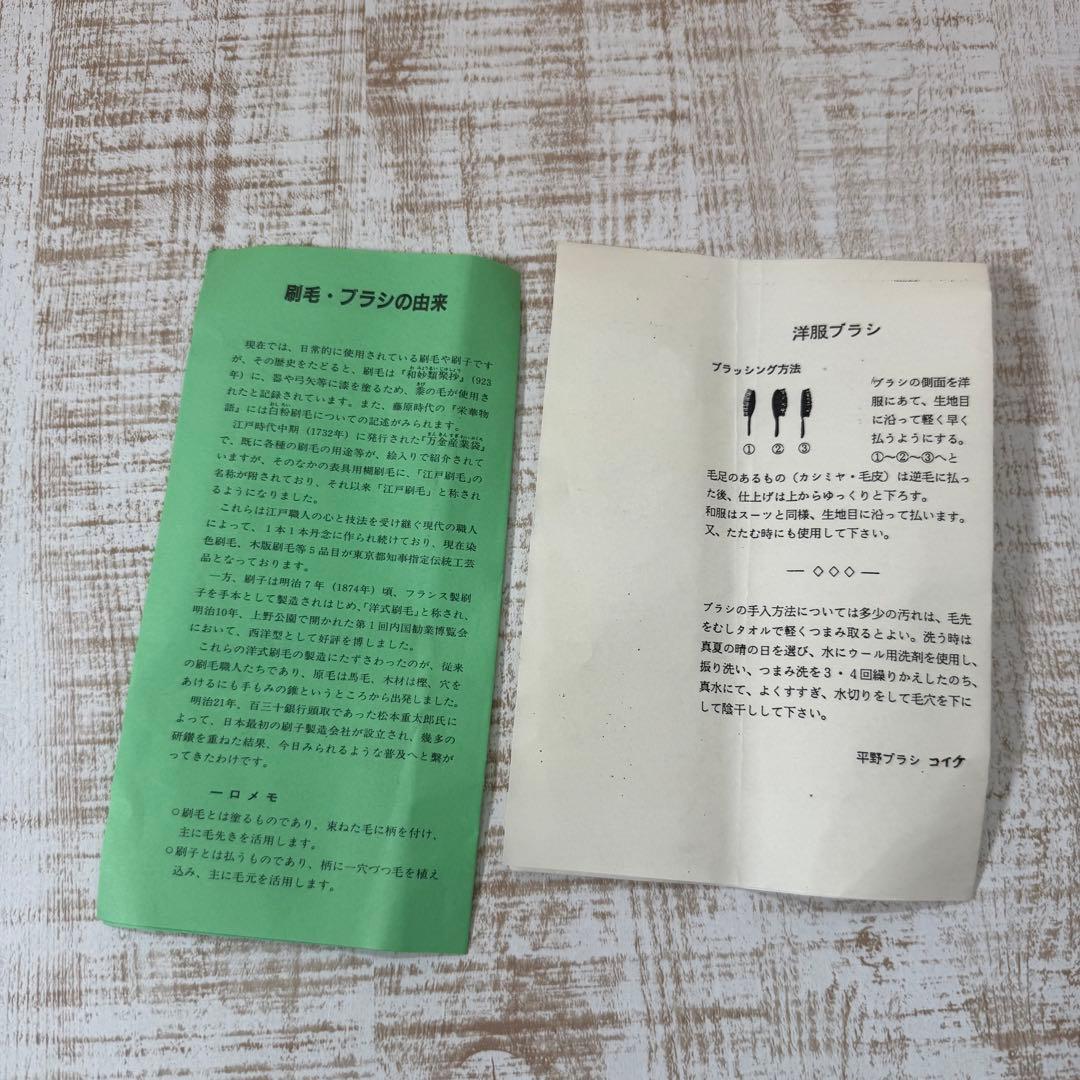 刷毛・ブラシの由来
現在では、日常的に使用されている刷毛や刷子です
が、その歴史をたどると、刷毛は『和妙類聚抄』(923
年)に、器や弓矢等に漆を塗るため、黍の毛が使用さ
れたと記録されています。また、藤原時代の『栄華物
語』には白粉刷毛についての記述がみられます。
江戸時代中期(1732年)に発行された『万金産業袋』
で、既に各種の刷毛の用途等が、絵入りで紹介されて
いますが、そのなかの表具用糊刷毛に、「江戸刷毛」の
名称が附されており、それ以来「江戸刷毛」と称され
るようになりました。
これらは江戸職人の心と技法を受け継ぐ現代の職人
によって、1本1本丹念に作られ続けており、現在染
色刷毛、木版刷毛等5品目が東京都知事指定伝統工芸
品となっております。
一方、刷子は明治7年(1874年)頃、フランス製刷
子を手本として製造されはじめ、「洋式刷毛」と称され、
明治10年、上野公園で開かれた第1回内国勧業博覧会
において、西洋型として好評を博しました。
これらの洋式刷毛の製造にたずさわったのが、従来
の刷毛職人たちであり、原毛は馬毛、木材は樫、穴を
あけるにも手もみの錐というところから出発しました。
明治21年、百三十銀行頭取であった松本重太郎氏に
よって、日本最初の刷子製造会社が設立され、幾多の
研鑽を重ねた結果、今日みられるような普及へと繋が
ってきたわけです。
一口メモ
○刷毛とは塗るものであり、束ねた毛に柄を付け、
主に毛先きを活用します。
○刷子とは払うものであり、柄に一穴づつ毛を植え
込み、主に毛元を活用します。
洋服ブラシ
ブラッシング方法
① ② ③
ブラシの側面を洋
服にあて、生地目
に沿って軽く早く
払うようにする。
①〜②〜③へと
毛足のあるもの(カシミヤ・毛皮)は逆毛に払っ
た後、仕上げは上からゆっくりと下ろす。
和服はスーツと同様、生地目に沿って払います。
又、たたむ時にも使用して下さい。
― ◇◇◇ ―
ブラシの手入方法については多少の汚れは、毛先
をむしタオルで軽くつまみ取るとよい。洗う時は
真夏の晴の日を選び、水にウール用洗剤を使用し、
振り洗い、つまみ洗を3・4回繰りかえしたのち、
真水にて、よくすすぎ、水切りをして毛穴を下に
して陰干しして下さい。
平野ブラシ コイケ